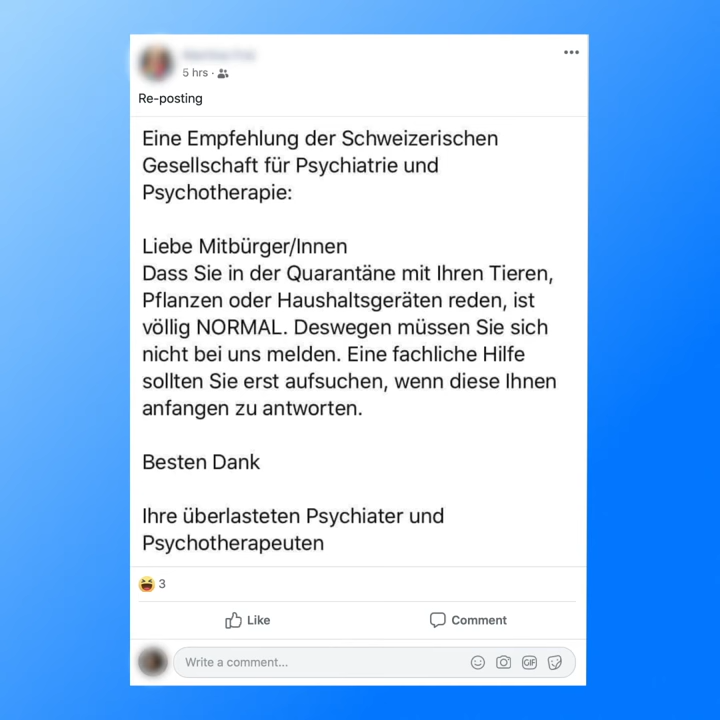 5 hrs ·
Re-posting
Eine Empfehlung der Schweizerischen
Gesellschaft für Psychiatrie und
Psychotherapie:
Liebe Mitbürger/Innen
Dass Sie in der Quarantäne mit Ihren Tieren,
Pflanzen oder Haushaltsgeräten reden, ist
völlig NORMAL. Deswegen müssen Sie sich
nicht bei uns melden. Eine fachliche Hilfe
sollten Sie erst aufsuchen, wenn diese Ihnen
anfangen zu antworten.
Besten Dank
Ihre überlasteten Psychiater und
Psychotherapeuten
3
Like Comment
Write a comment... GIF